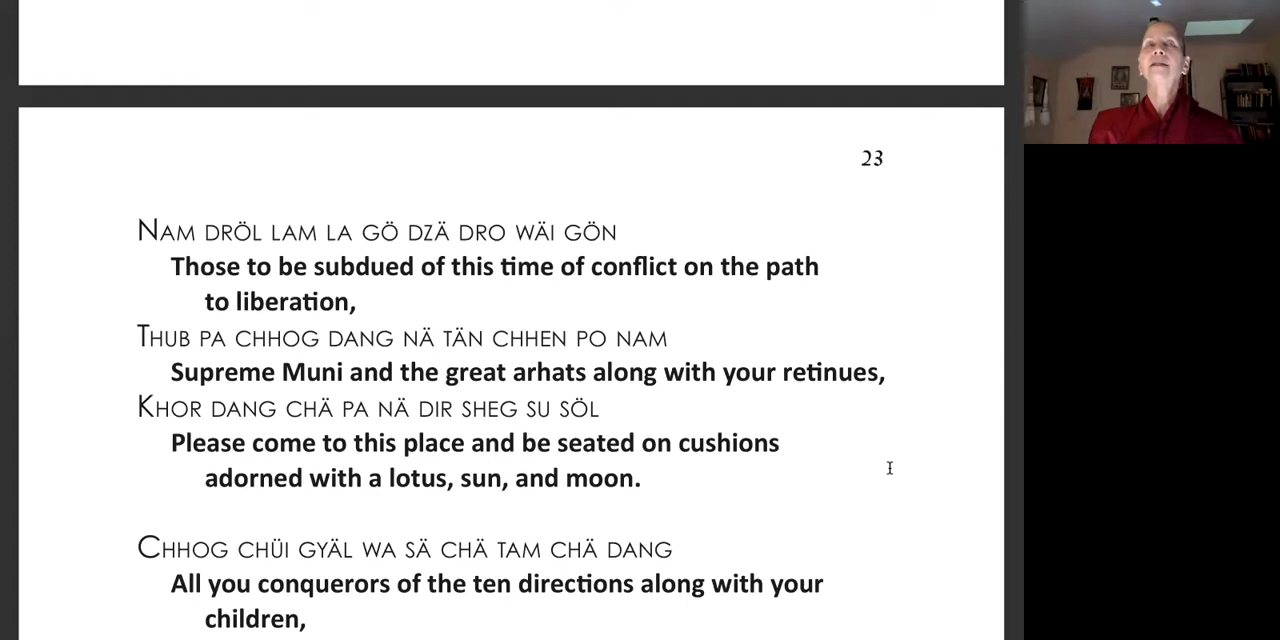 23
NAM DRÖL LAM LA GÖ DZÄ DRO WÄI GÖN
Those to be subdued of this time of conflict on the path
to liberation,
THUB PA CHHOG DANG NÄ TÄN CHHEN PO NAM
Supreme Muni and the great arhats along with your retinues,
KHOR DANG CHÄ PA NÄ DIR SHEG SU SÖL
Please come to this place and be seated on cushions
adorned with a lotus, sun, and moon.
CHHOG CHÜI GYÄL WA SÄ CHÄ TAM CHÄ DANG
All you conquerors of the ten directions along with your
children,